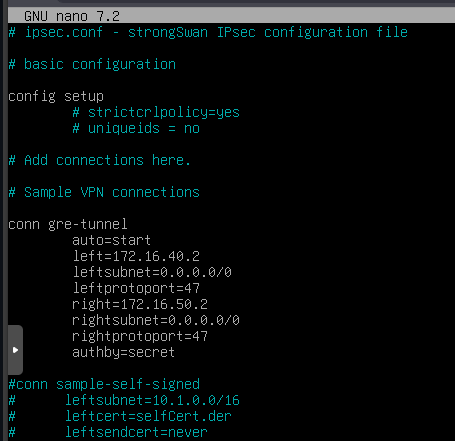 GNU nano 7.2
# ipsec.conf - strongSwan IPsec configuration file
# basic configuration
config setup
# strictcrlpolicy=yes
# uniqueids = no
# Add connections here.
# Sample VPN connections
conn gre-tunnel
auto=start
left=172.16.40.2
leftsubnet=0.0.0.0/0
leftprotoport=47
right=172.16.50.2
rightsubnet=0.0.0.0/0
rightprotoport=47
authby=secret
#conn sample-self-signed
#      leftsubnet=10.1.0.0/16
#      leftcert=selfCert.der
#      leftsendcert=never